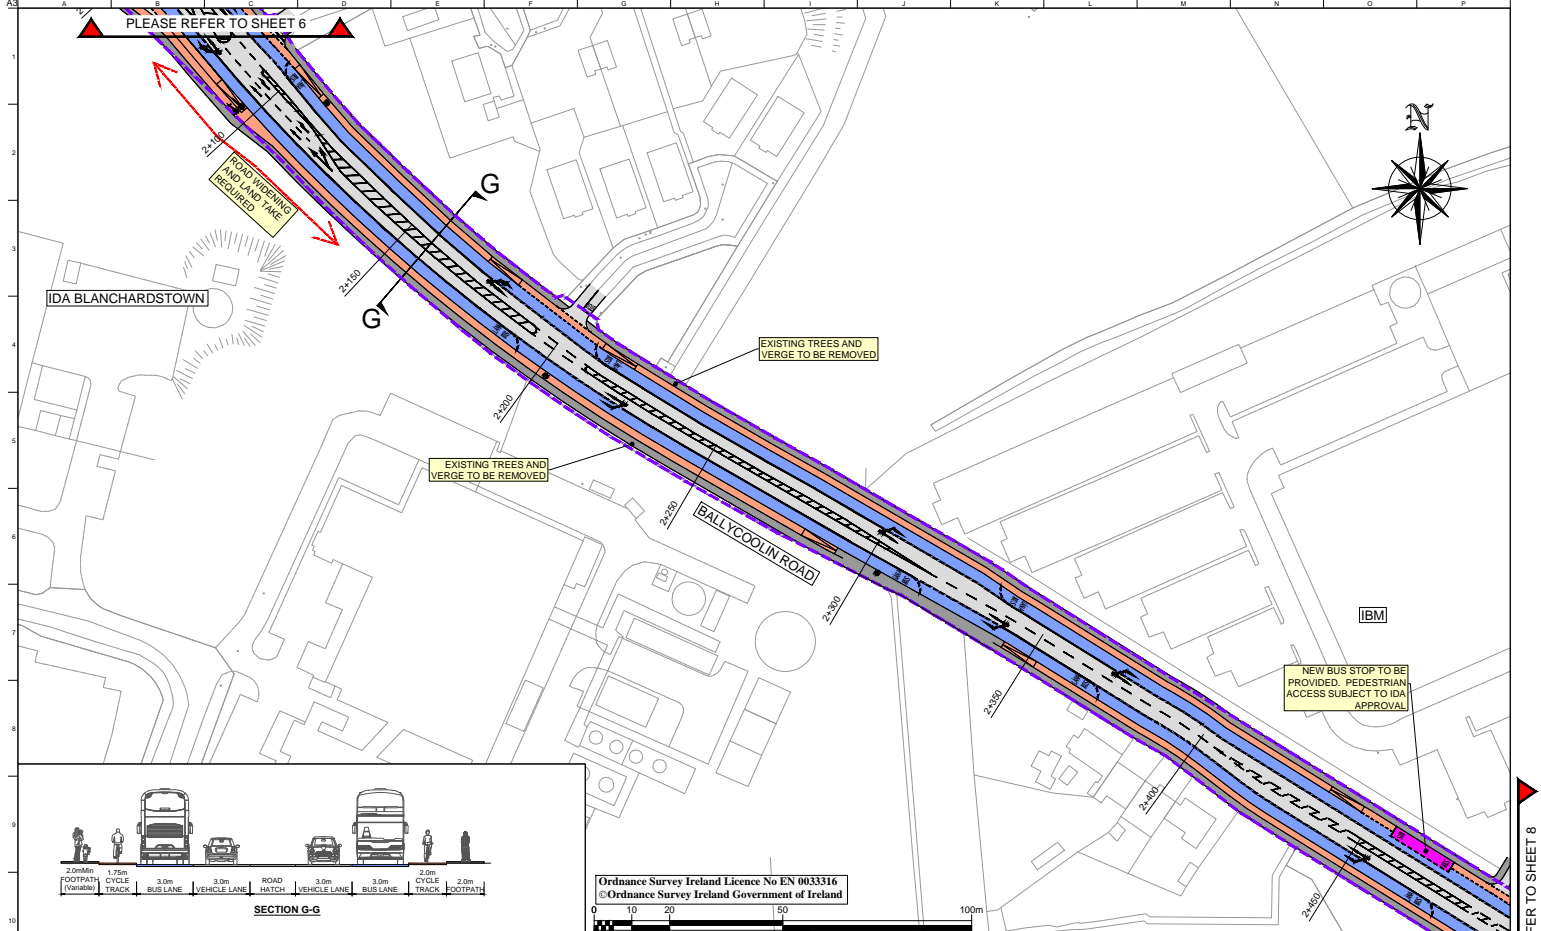 A3
A B C D E F G H I J K L M N O P
PLEASE REFER TO SHEET 6
1
2
3
4
5
6
7
8
9
10
N
2+100
ROAD WIDENING
AND LAND TAKE
REQUIRED
G
G
2+150
IDA BLANCHARDSTOWN
EXISTING TREES AND
VERGE TO BE REMOVED
2+200
EXISTING TREES AND
VERGE TO BE REMOVED
2+250
BALLYCOOLIN ROAD
2+300
IBM
2+350
NEW BUS STOP TO BE
PROVIDED. PEDESTRIAN
ACCESS SUBJECT TO IDA
APPROVAL
2+400
2+450
FER TO SHEET 8
2.0mMin
FOOTPATH
(Variable)
1.75m
CYCLE
TRACK
3.0m
BUS LANE
3.0m
VEHICLE LANE
ROAD
HATCH
3.0m
VEHICLE LANE
3.0m
BUS LANE
2.0m
CYCLE
TRACK
2.0m
FOOTPATH
SECTION G-G
Ordnance Survey Ireland Licence No EN 0033316
©Ordnance Survey Ireland Government of Ireland
0 10 20 50 100m